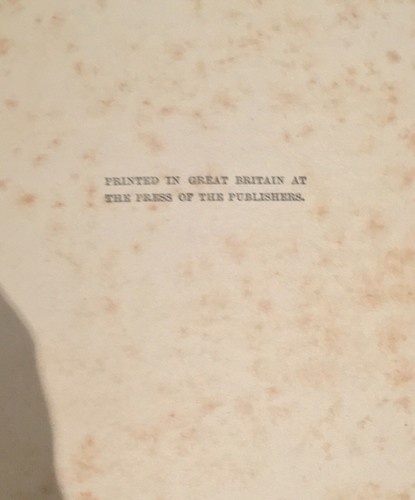 PRINTED IN GREAT BRITAIN AT
THE PRESS OF THE PUBLISHERS.